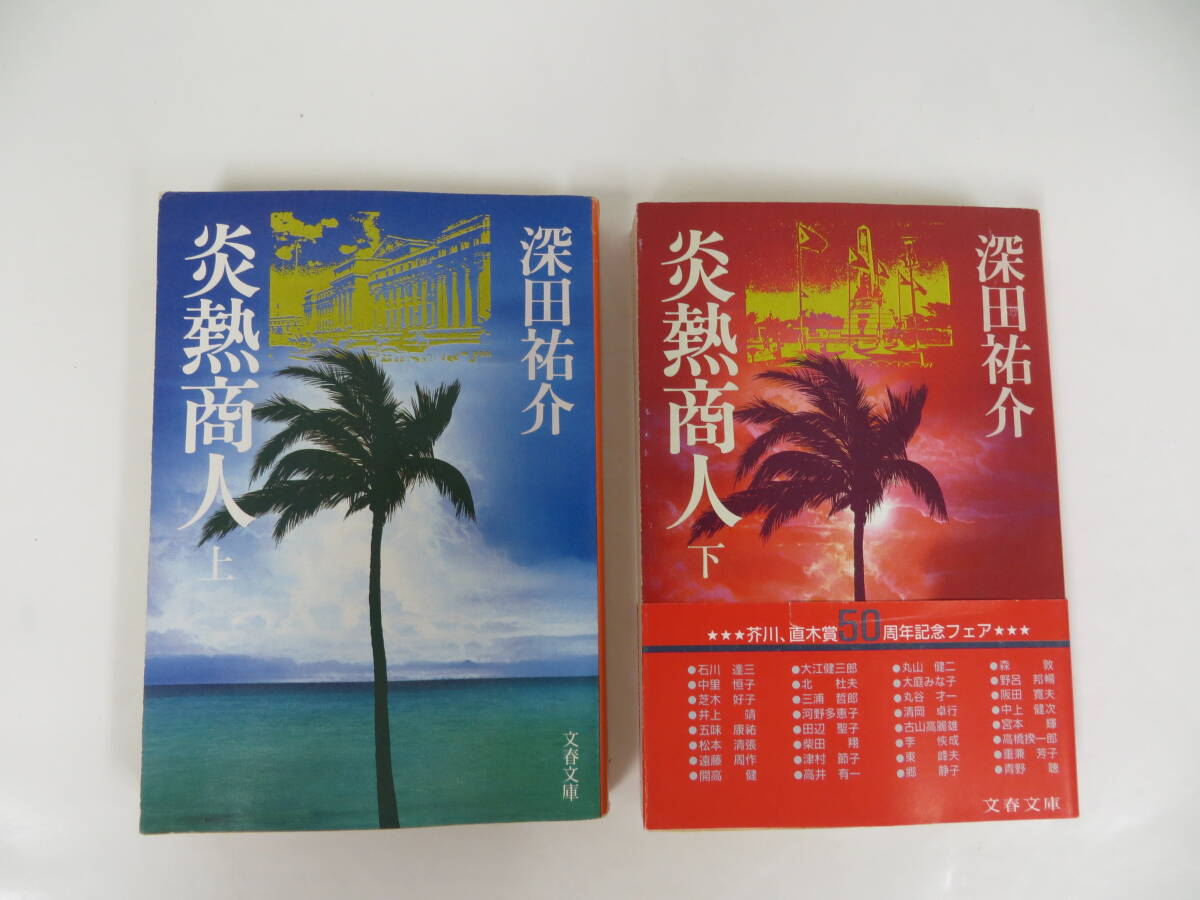 炎熱商人
上
深田祐介
文春文庫
炎熱商人
下
深田祐介
★★★芥川、直木賞50周年記念フェア★★★
●石川 達三
●中里 恒子
●芝木 好子
●井上 靖
●五味 康祐
●松本 清張
●遠藤 周作
●開高 健
●大江健三郎
●北 杜夫
●三浦 哲郎
●河野多恵子
●田辺 聖子
●柴田 翔
●津村 節子
●高井 有一
●丸山 健二
●大庭みな子
●丸谷 才一
●清岡 卓行
●古山高麗雄
●李 恢成
●東 峰夫
●郷 静子
●森 敦
●野呂 邦暢
●阪田 寛夫
●中上 健次
●宮本 輝
●高橋揆一郎
●重兼 芳子
●青野 聰
文春文庫